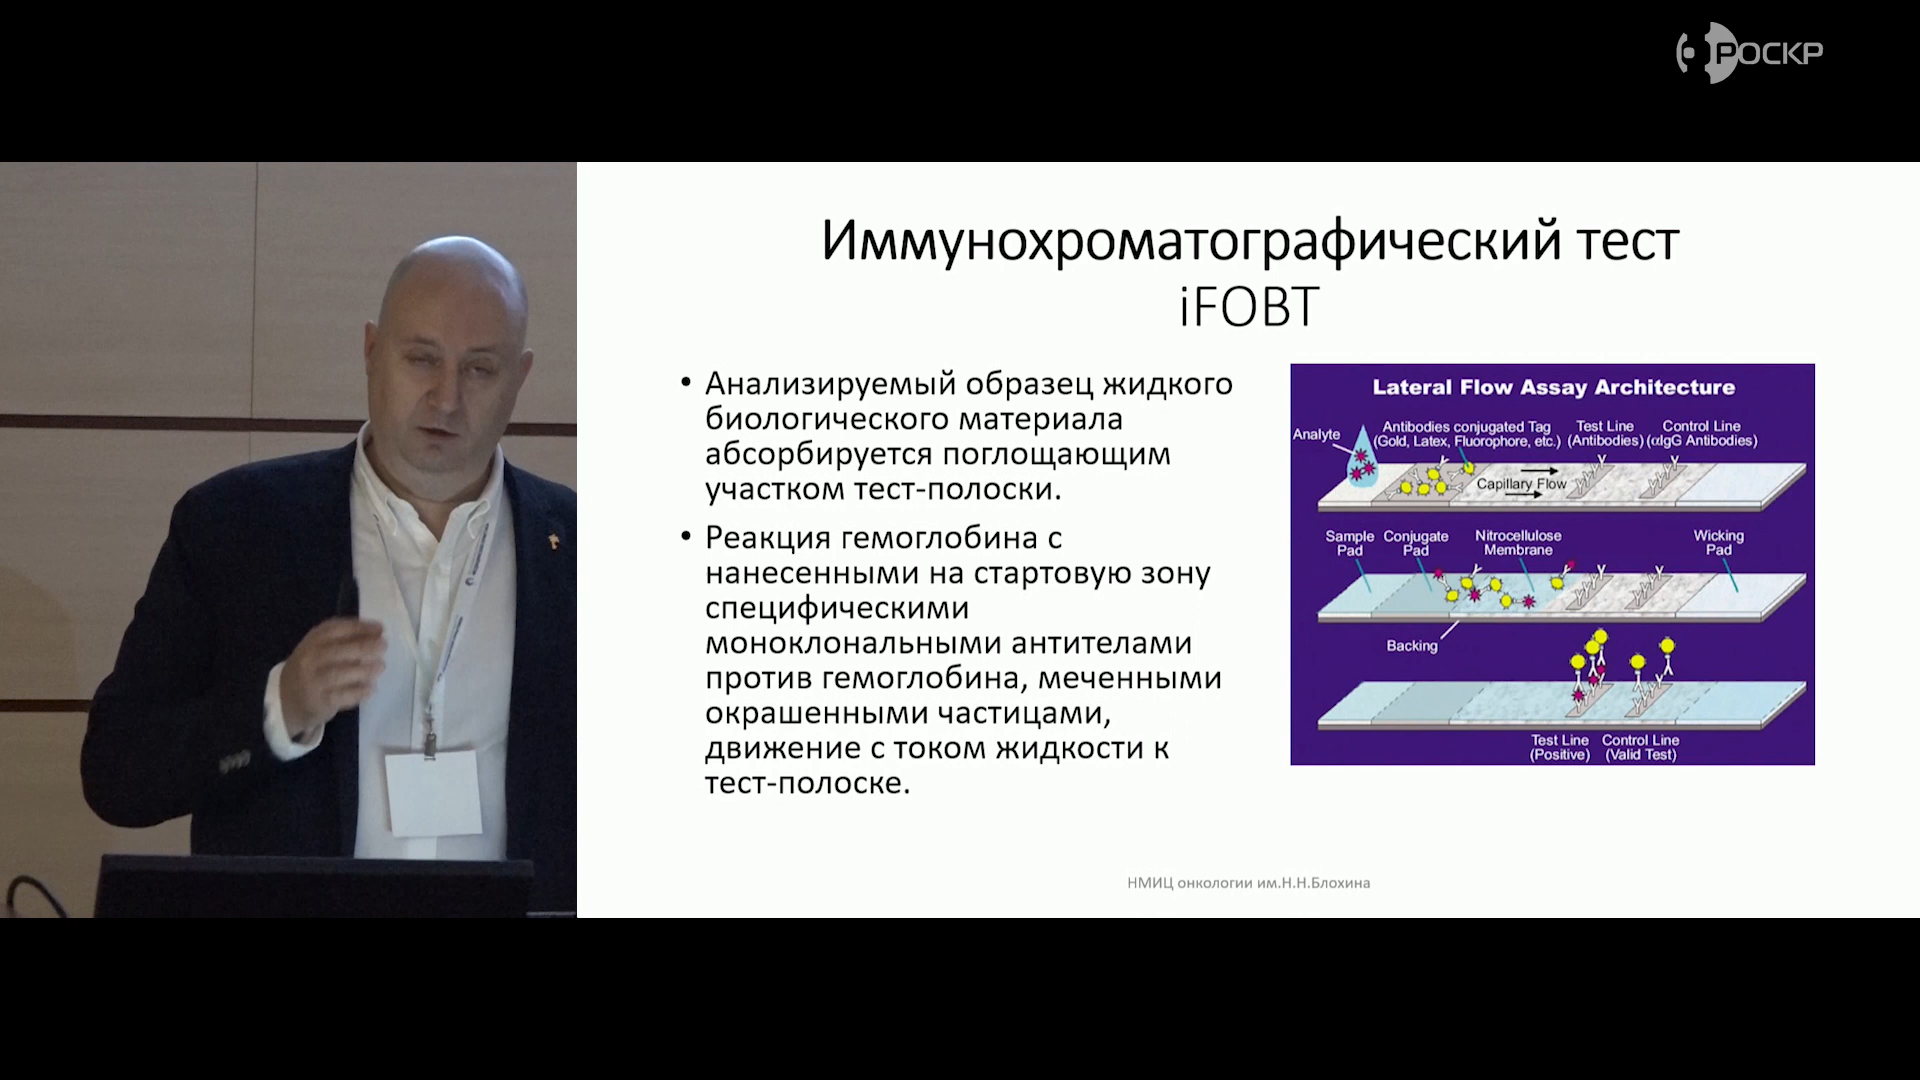 РОСКР
Иммунохроматографический тест
iFOBT
• Анализируемый образец жидкого
биологического материала
абсорбируется поглощающим
участком тест-полоски.
• Реакция гемоглобина с
нанесенными на стартовую зону
специфическими
моноклональными антителами
против гемоглобина, меченными
окрашенными частицами,
движение с током жидкости к
тест-полоске.
Lateral Flow Assay Architecture
Analyte
Antibodies conjugated Tag
(Gold, Latex, Fluorophore, etc.)
Test Line
(Antibodies)
Control Line
(αIgG Antibodies)
Capillary Flow
Sample
Pad
Conjugate
Pad
Nitrocellulose
Membrane
Wicking
Pad
Backing
Test Line
(Positive)
Control Line
(Valid Test)
НМИЦ онкологии им.Н.Н.Блохина